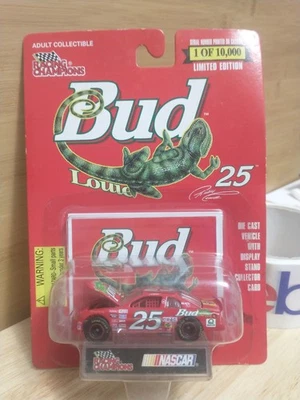 ADULT COLLECTIBLE
RACING CHAMPIONS
1 OF 10,000
LIMITED EDITION
Bud
Loud
25
DIE CAST
VEHICLE
WITH
DISPLAY
STAND
COLLECTOR
CARD
Bud
WARNING:
25
Bud
RACING CHAMPIONS
NASCAR